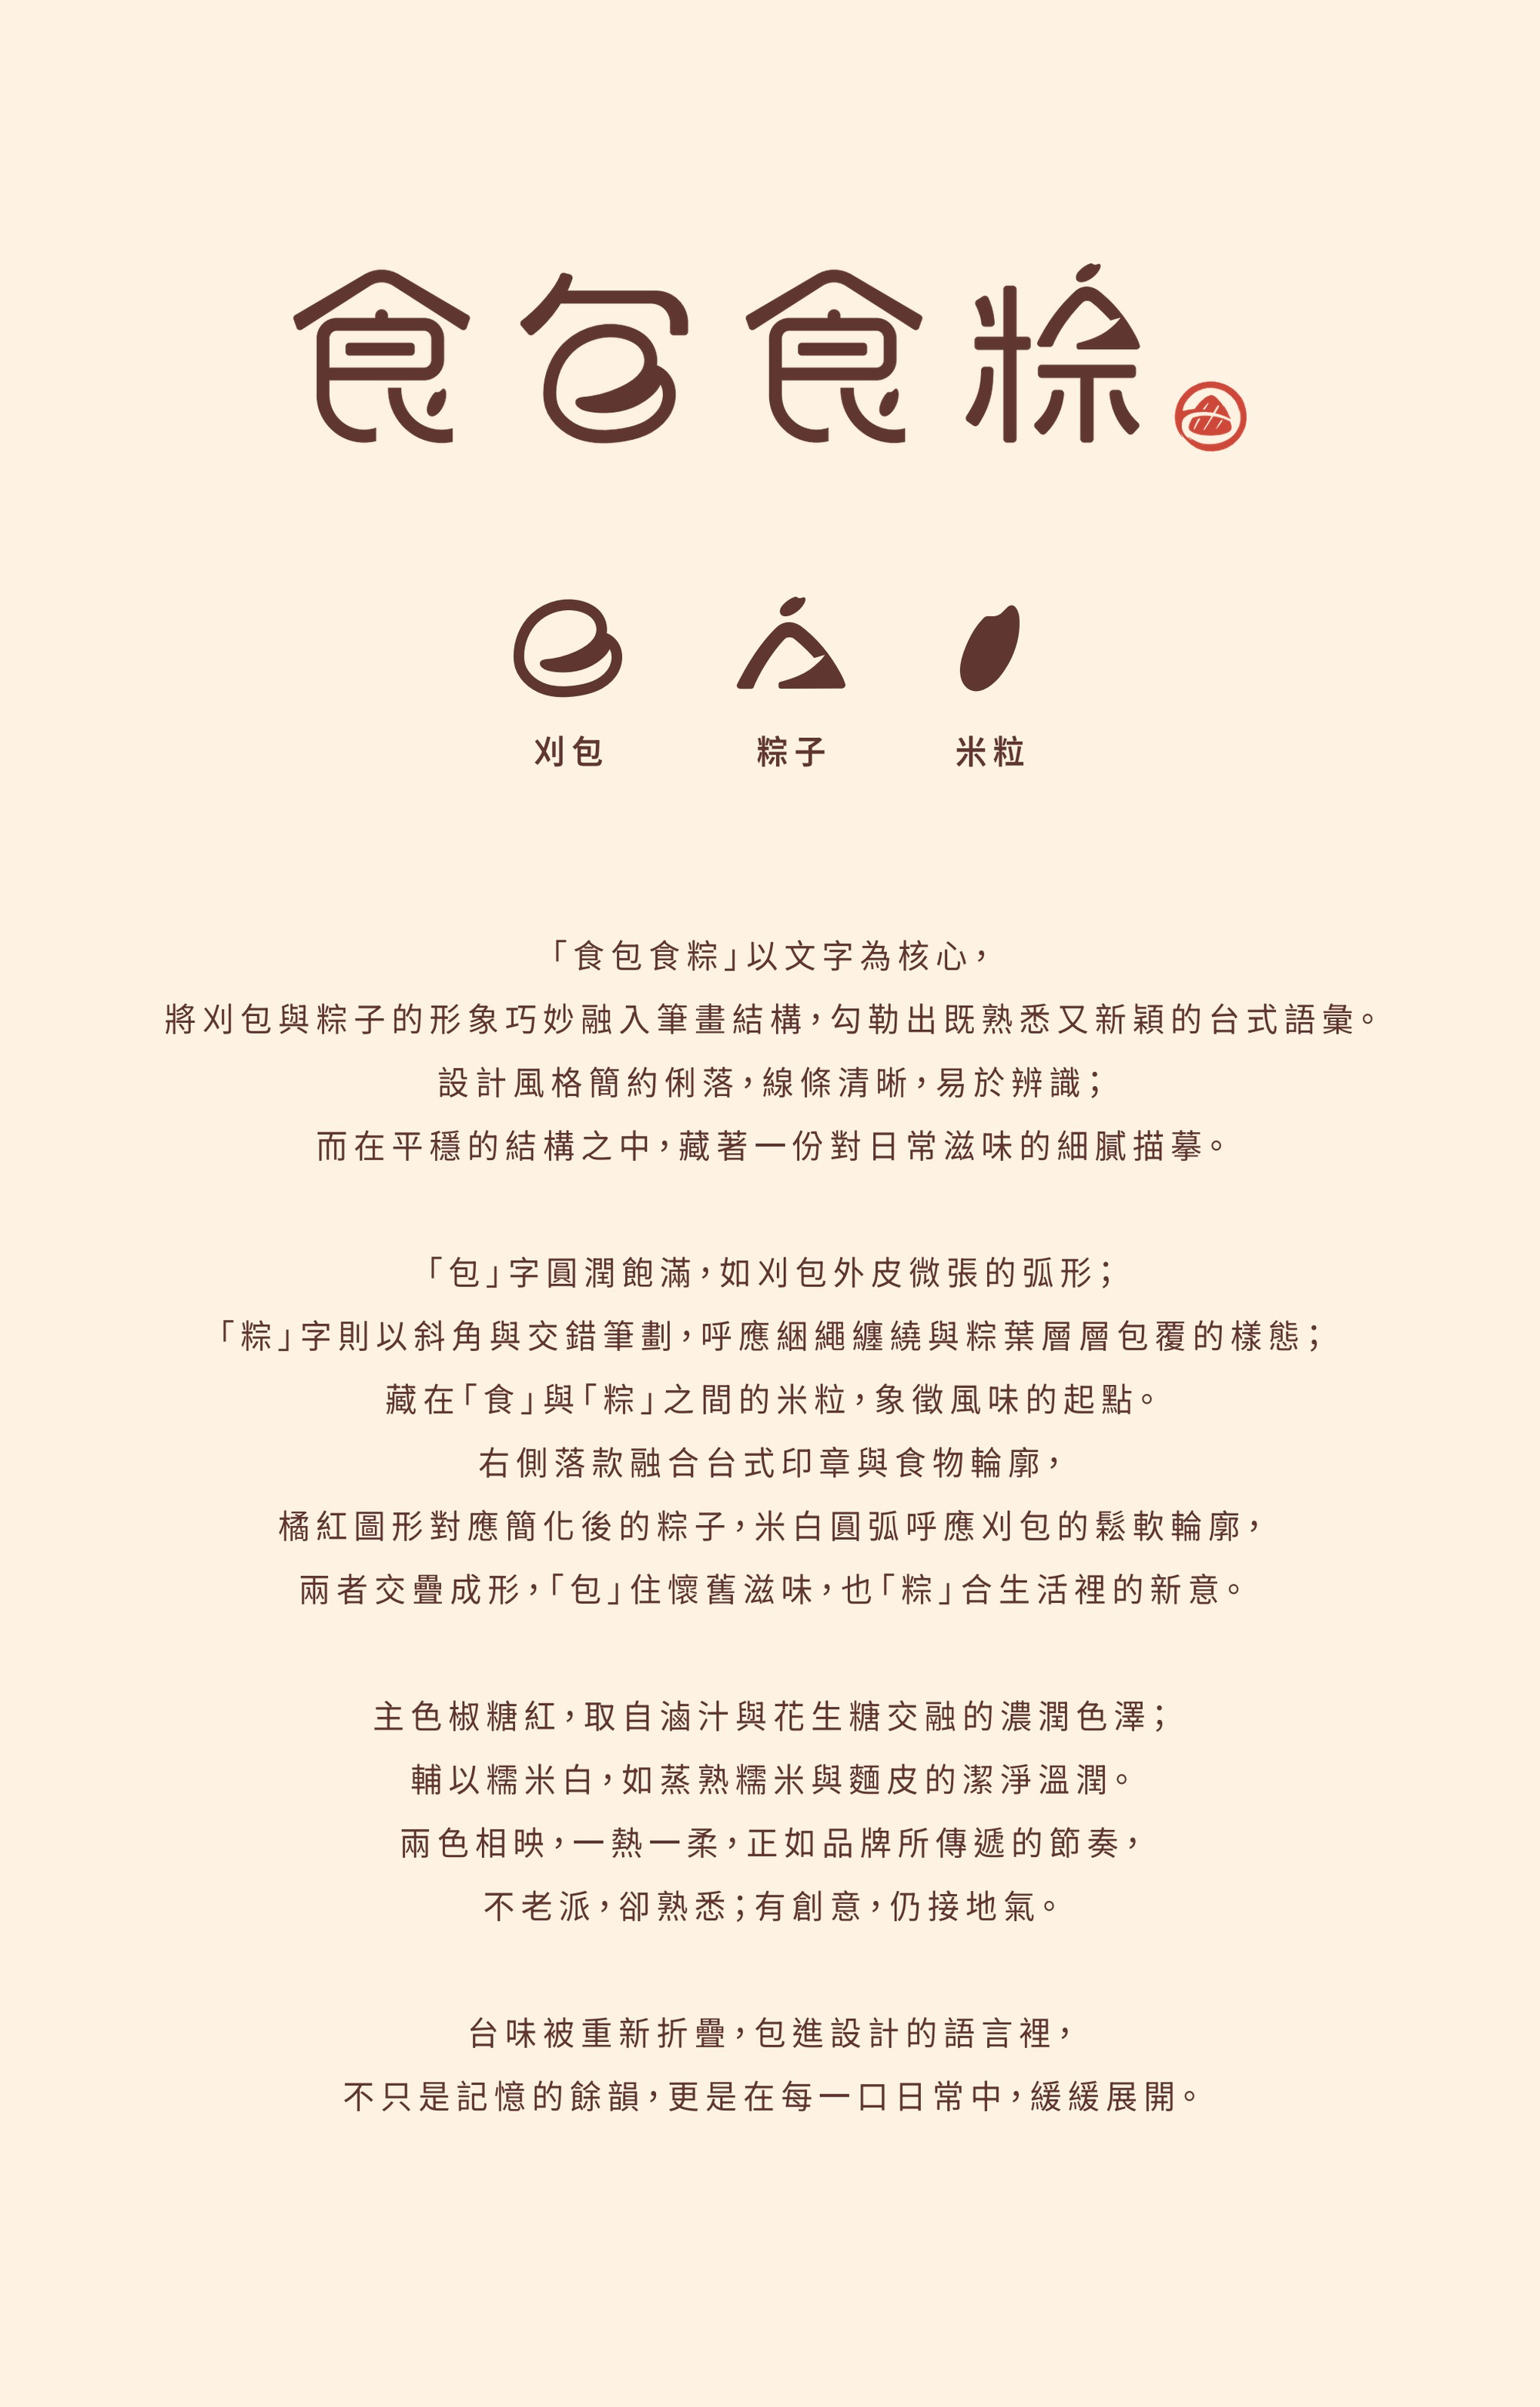 食包食粽
刈包
粽子
米粒
「食包食粽」以文字為核心，
將刈包與粽子的形象巧妙融入筆畫結構，勾勒出既熟悉又新穎的台式語彙。
設計風格簡約俐落，線條清晰，易於辨識；
而在平穩的結構之中，藏著一份對日常滋味的細膩描摹。
「包」字圓潤飽滿，如刈包外皮微張的弧形；
「粽」字則以斜角與交錯筆劃，呼應綑繩纏繞與粽葉層層包覆的樣態；
藏在「食」與「粽」之間的米粒，象徵風味的起點。
右側落款融合台式印章與食物輪廓，
橘紅圖形對應簡化後的粽子，米白圓弧呼應刈包的鬆軟輪廓，
兩者交疊成形，「包」住懷舊滋味，也「粽」合生活裡的新意。
主色椒糖紅，取自滷汁與花生糖交融的濃潤色澤；
輔以糯米白，如蒸熟糯米與麵皮的潔淨溫潤。
兩色相映，一熱一柔，正如品牌所傳遞的節奏，
不老派，卻熟悉；有創意，仍接地氣。
台味被重新折疊，包進設計的語言裡，
不只是記憶的餘韻，更是在每一口日常中，緩緩展開。